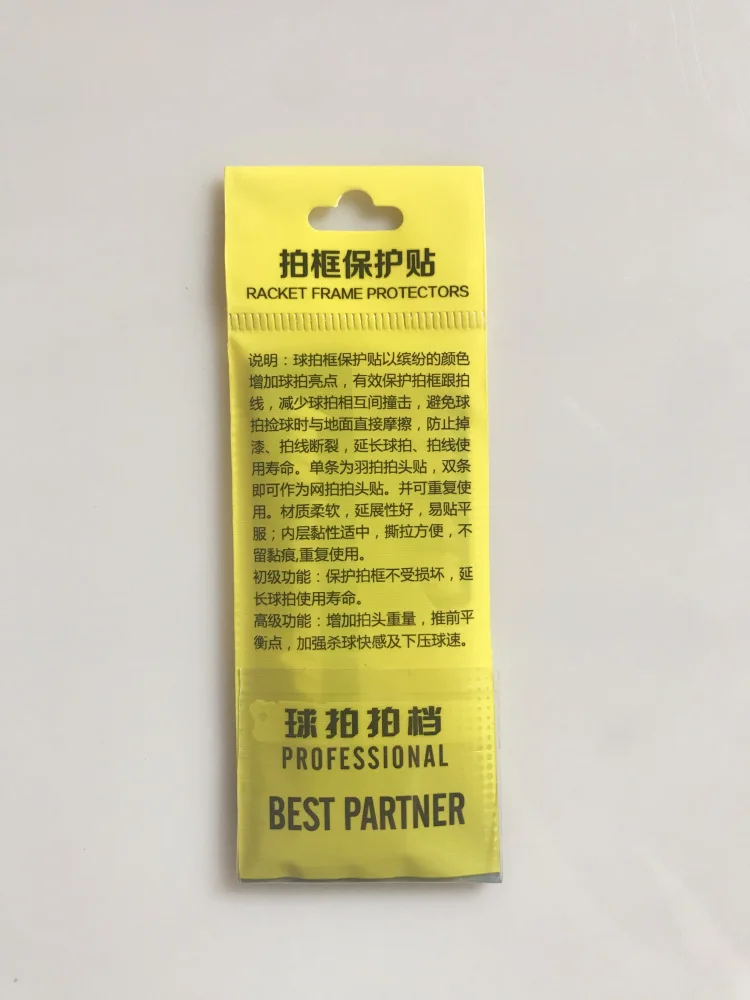 拍框保护贴
RACKET FRAME PROTECTORS
说明：球拍框保护贴以缤纷的颜色
增加球拍亮点，有效保护拍框跟拍
线，减少球拍相互间撞击，避免球
拍捡球时与地面直接摩擦，防止掉
漆、拍线断裂，延长球拍、拍线使
用寿命。单条为羽拍拍头贴，双条
即可作为网拍拍头贴。并可重复使
用。材质柔软，延展性好，易贴平
服；内层黏性适中，撕拉方便，不
留黏痕,重复使用。
初级功能：保护拍框不受损坏，延
长球拍使用寿命。
高级功能：增加拍头重量，推前平
衡点，加强杀球快感及下压球速。
球拍拍档
PROFESSIONAL
BEST PARTNER